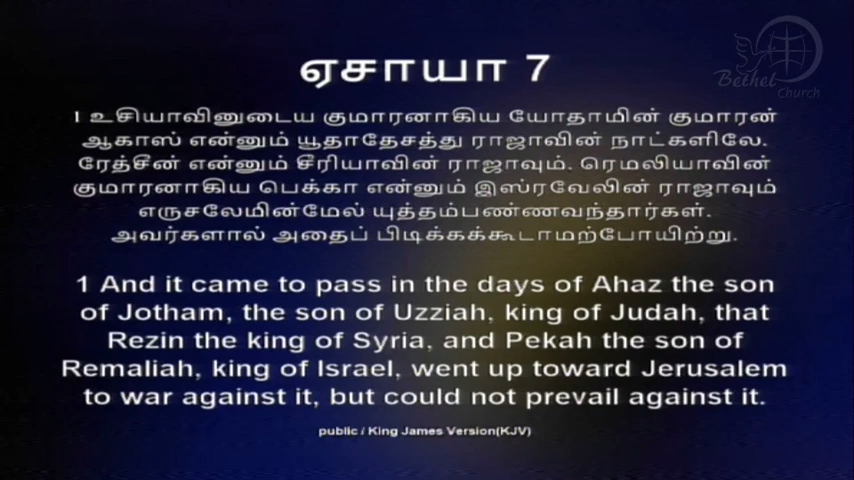 Bethel
Church
ஏசாயா 7
1 உசியாவினுடைய குமாரனாகிய யோதாமின் குமாரன்
ஆகாஸ் என்னும் யூதாதேசத்து ராஜாவின் நாட்களிலே.
ரேத்சீன் என்னும் சீரியாவின் ராஜாவும். ரெமலியாவின்
குமாரனாகிய பெக்கா என்னும் இஸ்ரவேலின் ராஜாவும்
எருசலேமின்மேல் யுத்தம்பண்ணவந்தார்கள்.
அவர்களால் அதைப் பிடிக்கக்கூடாமற்போயிற்று.
1 And it came to pass in the days of Ahaz the son
of Jotham, the son of Uzziah, king of Judah, that
Rezin the king of Syria, and Pekah the son of
Remaliah, king of Israel, went up toward Jerusalem
to war against it, but could not prevail against it.
public / King James Version(KJV)